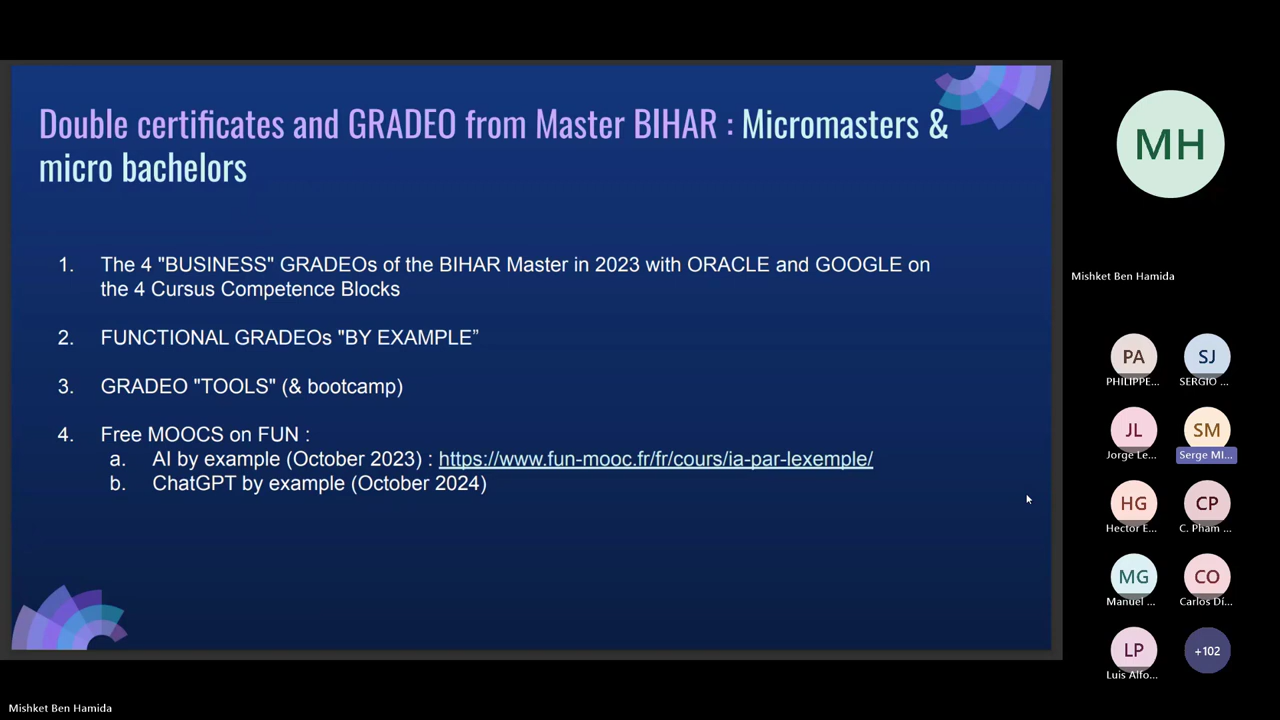 Double certificates and GRADEO from Master BIHAR : Micromasters &
micro bachelors
1. The 4 "BUSINESS" GRADEOs of the BIHAR Master in 2023 with ORACLE and GOOGLE on
the 4 Cursus Competence Blocks
2. FUNCTIONAL GRADEOs "BY EXAMPLE”
3. GRADEO "TOOLS" (& bootcamp)
4. Free MOOCS on FUN :
a. AI by example (October 2023) : https://www.fun-mooc.fr/fr/cours/ia-par-lexemple/
b. ChatGPT by example (October 2024)
MH
Mishket Ben Hamida
PA
SJ
PHILIPPE...
SERGIO ...
JL
SM
Jorge Le...
Serge MI...
HG
CP
Hector E...
C. Pham ...
MG
CO
Manuel ...
Carlos Dí...
LP
+102
Luis Alfo...
Mishket Ben Hamida